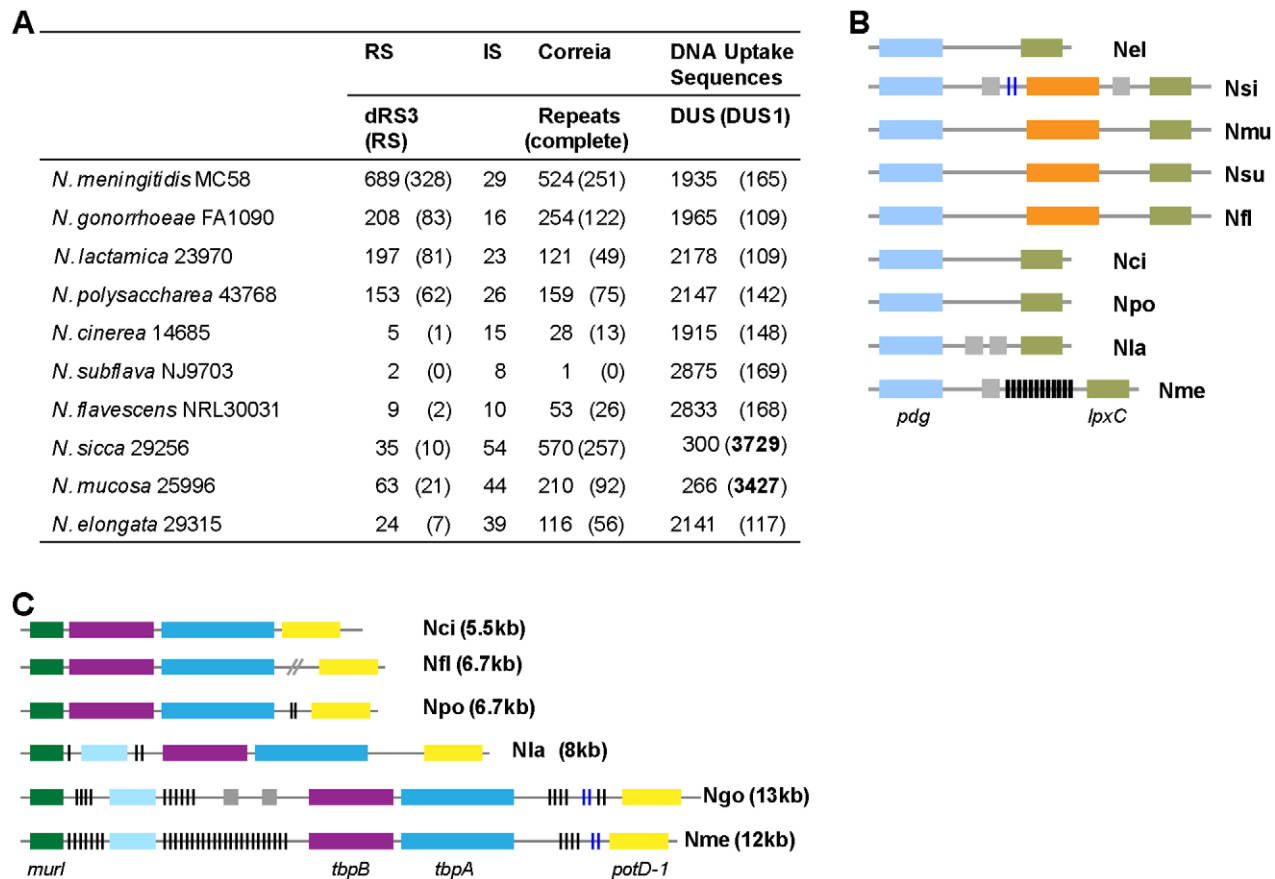 A
RS IS Correia DNA Uptake Sequences
dRS3 (RS) Repeats (complete) DUS (DUS1)
N. meningitidis MC58 689 (328) 29 524 (251) 1935 (165)
N. gonorrhoeae FA1090 208 (83) 16 254 (122) 1965 (109)
N. lactamica 23970 197 (81) 23 121 (49) 2178 (109)
N. polysaccharea 43768 153 (62) 26 159 (75) 2147 (142)
N. cinerea 14685 5 (1) 15 28 (13) 1915 (148)
N. subflava NJ9703 2 (0) 8 1 (0) 2875 (169)
N. flavescens NRL30031 9 (2) 10 53 (26) 2833 (168)
N. sicca 29256 35 (10) 54 570 (257) 300 (3729)
N. mucosa 25996 63 (21) 44 210 (92) 266 (3427)
N. elongata 29315 24 (7) 39 116 (56) 2141 (117)
B
Nel
Nsi
Nmu
Nsu
Nfl
Nci
Npo
Nla
Nme
pdg lpxC
C
Nci (5.5kb)
Nfl (6.7kb)
Npo (6.7kb)
Nla (8kb)
Ngo (13kb)
Nme (12kb)
murI tbpB tbpA potD-1